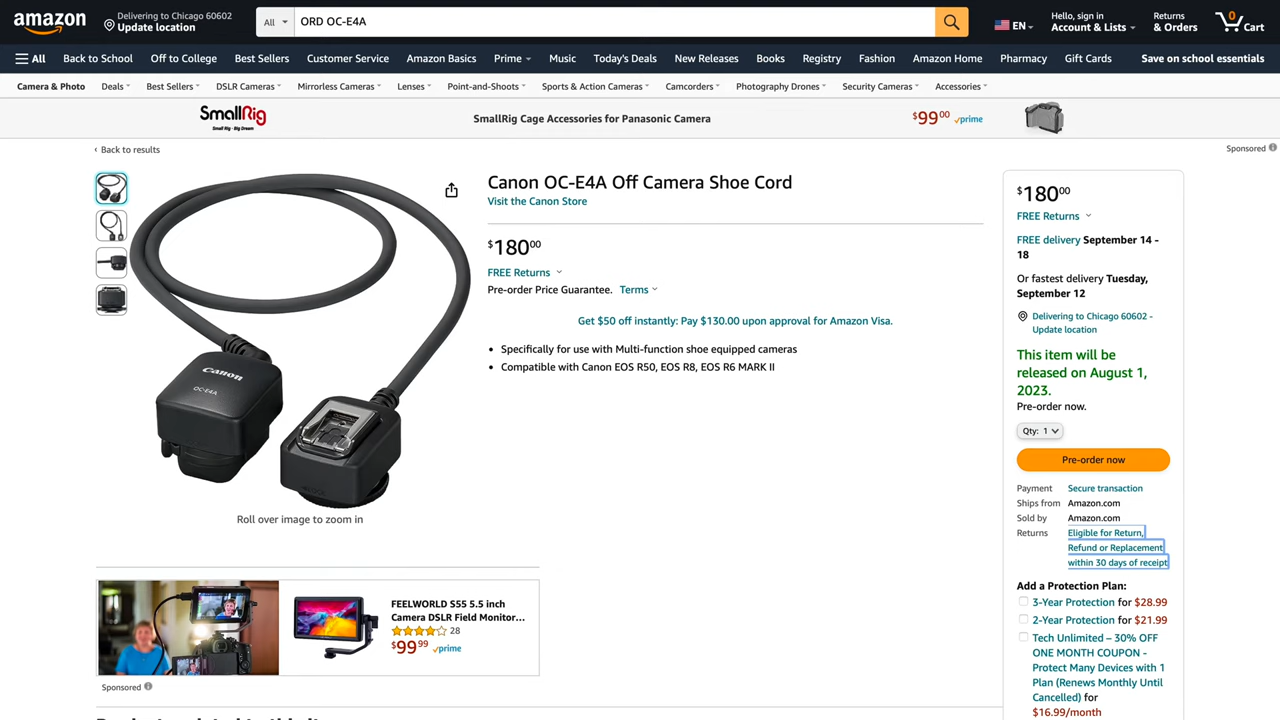 amazon
Delivering to Chicago 60602
Update location
All
ORD OC-E4A
EN
Hello, sign in
Account & Lists
Returns
& Orders
0
Cart
All
Back to School
Off to College
Best Sellers
Customer Service
Amazon Basics
Prime
Music
Today's Deals
New Releases
Books
Registry
Fashion
Amazon Home
Pharmacy
Gift Cards
Save on school essentials
Camera & Photo
Deals
Best Sellers
DSLR Cameras
Mirrorless Cameras
Lenses
Point-and-Shoots
Sports & Action Cameras
Camcorders
Photography Drones
Security Cameras
Accessories
SmallRig
Small Rig · Big Dream
SmallRig Cage Accessories for Panasonic Camera
$99 00 prime
‹ Back to results
Sponsored
Canon
OC-E4A
Roll over image to zoom in
Canon OC-E4A Off Camera Shoe Cord
Visit the Canon Store
$180 00
FREE Returns
Pre-order Price Guarantee. Terms
Get $50 off instantly: Pay $130.00 upon approval for Amazon Visa.
• Specifically for use with Multi-function shoe equipped cameras
• Compatible with Canon EOS R50, EOS R8, EOS R6 MARK II
$180 00
FREE Returns
FREE delivery September 14 -
18
Or fastest delivery Tuesday,
September 12
Delivering to Chicago 60602 -
Update location
This item will be
released on August 1,
2023.
Pre-order now.
Qty: 1
Pre-order now
Payment Secure transaction
Ships from Amazon.com
Sold by Amazon.com
Returns Eligible for Return,
Refund or Replacement
within 30 days of receipt
Add a Protection Plan:
3-Year Protection for $28.99
2-Year Protection for $21.99
Tech Unlimited – 30% OFF
ONE MONTH COUPON -
Protect Many Devices with 1
Plan (Renews Monthly Until
Cancelled) for
$16.99/month
FEELWORLD S55 5.5 inch
Camera DSLR Field Monitor...
28
$99 99 prime
Sponsored